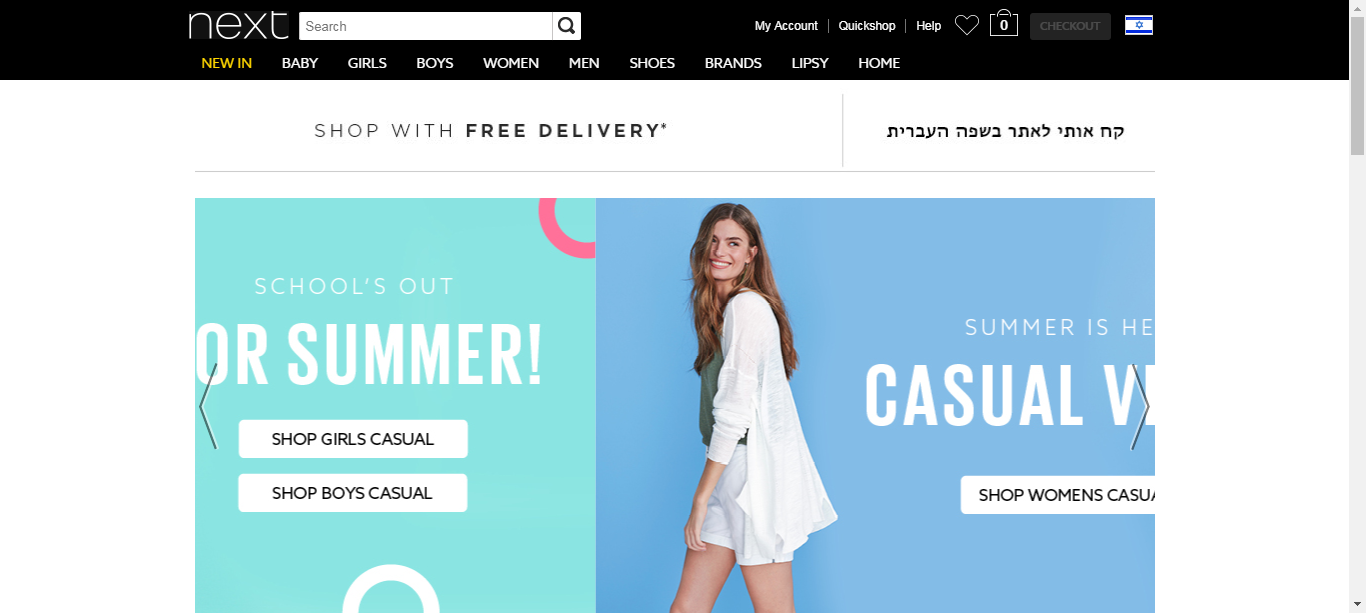 next
Search
My Account
Quickshop
Help
0
CHECKOUT
NEW IN
BABY
GIRLS
BOYS
WOMEN
MEN
SHOES
BRANDS
LIPSY
HOME
SHOP WITH FREE DELIVERY*
קח אותי לאתר בשפה העברית
SCHOOL'S OUT
OR SUMMER!
SHOP GIRLS CASUAL
SHOP BOYS CASUAL
SUMMER IS HE
CASUAL
SHOP WOMENS CASUA